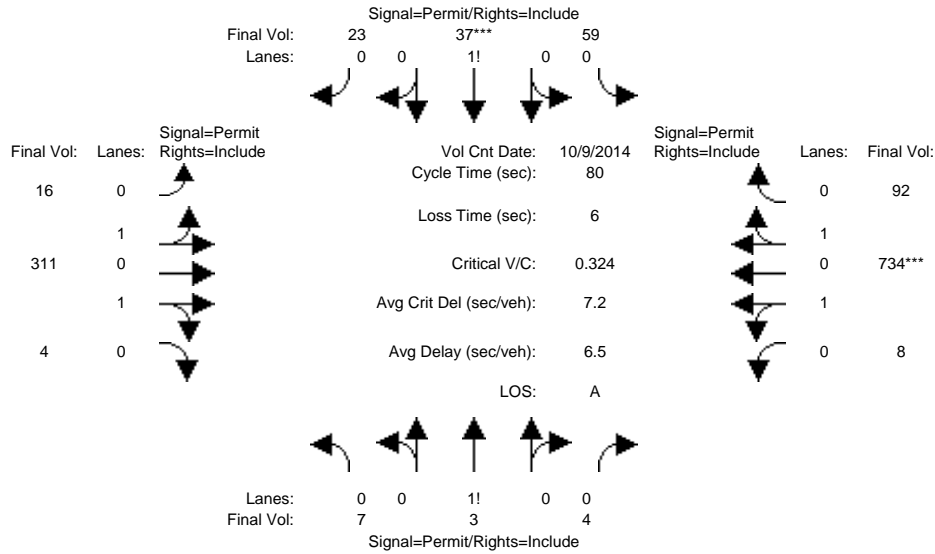 Signal=Permit/Rights=Include
Final Vol: 23 37*** 59
Lanes: 0 0 1! 0 0
Signal=Permit
Final Vol: Lanes: Rights=Include
Vol Cnt Date: 10/9/2014
Signal=Permit
Rights=Include Lanes: Final Vol:
Cycle Time (sec): 80
16 0
0 92
Loss Time (sec): 6
1
1
311 0
Critical V/C: 0.324
0 734***
1
Avg Crit Del (sec/veh): 7.2
1
4 0
Avg Delay (sec/veh): 6.5
0 8
LOS: A
Lanes: 0 0 1! 0 0
Final Vol: 7 3 4
Signal=Permit/Rights=Include